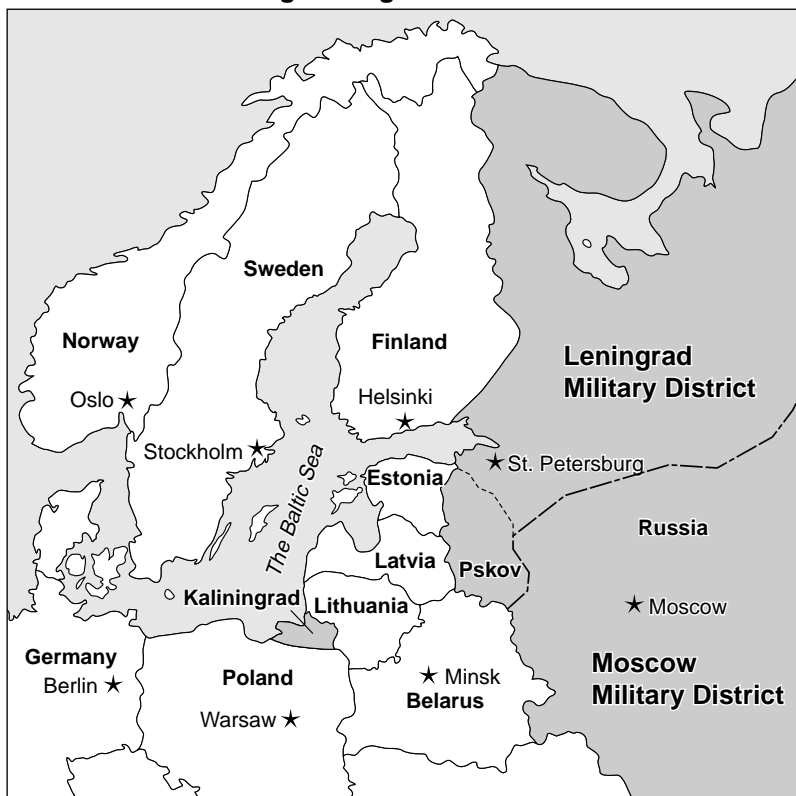 Sweden
Norway
Finland
Leningrad
Military District
Oslo
Helsinki
Stockholm
St. Petersburg
The Baltic Sea
Estonia
Russia
Latvia
Pskov
Kaliningrad
Lithuania
Moscow
Germany
Berlin
Poland
Minsk
Belarus
Moscow
Military District
Warsaw